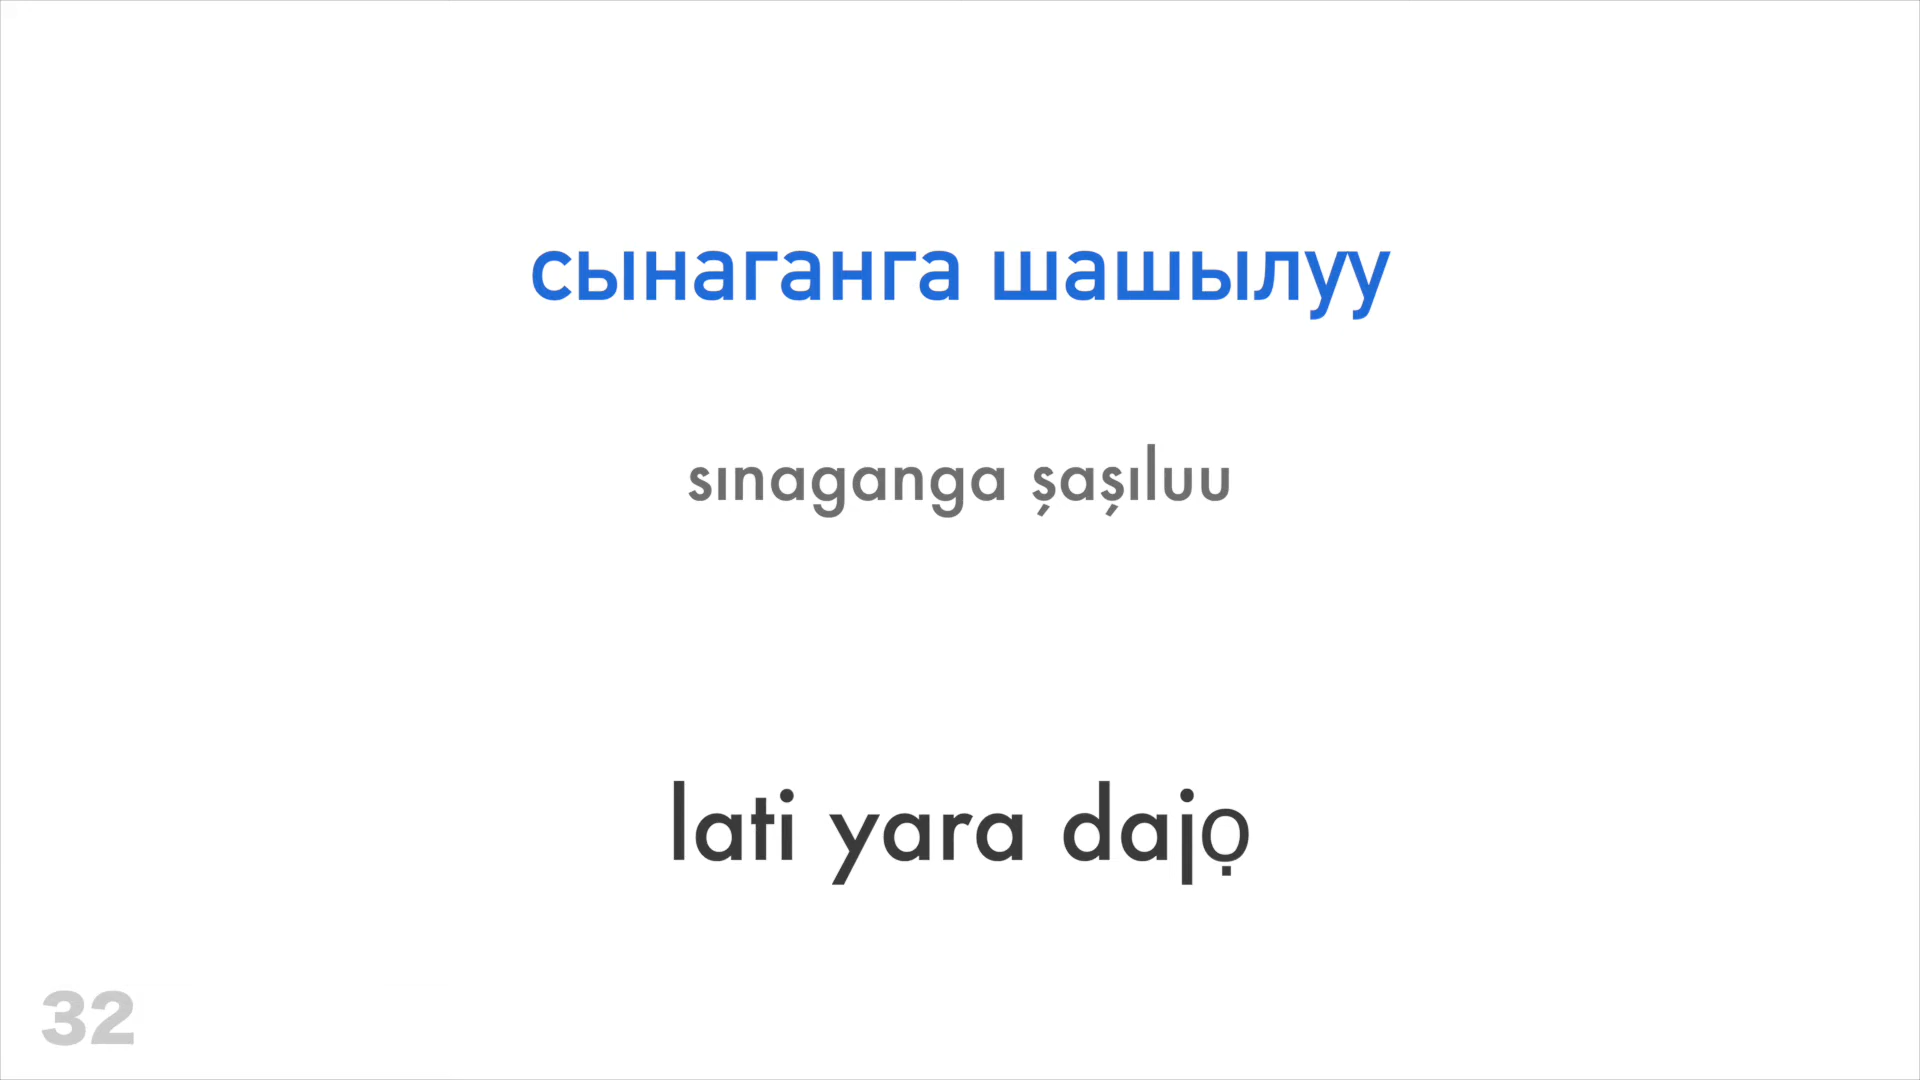 сынаганга шашылуу
sınaganga şaşıluu
lati yara dajọ
32